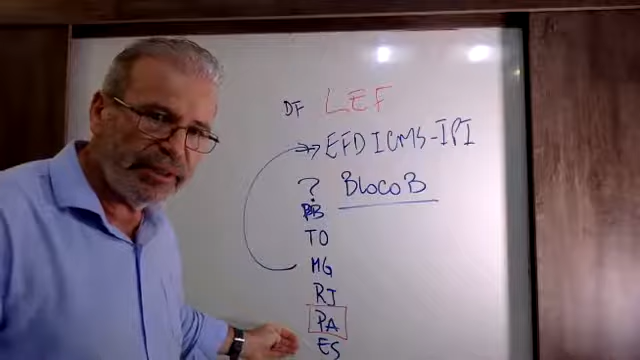 DF LEF
EFD ICMS-IPI
? BLOCO B
PB
TO
MG
RJ
PA
ES